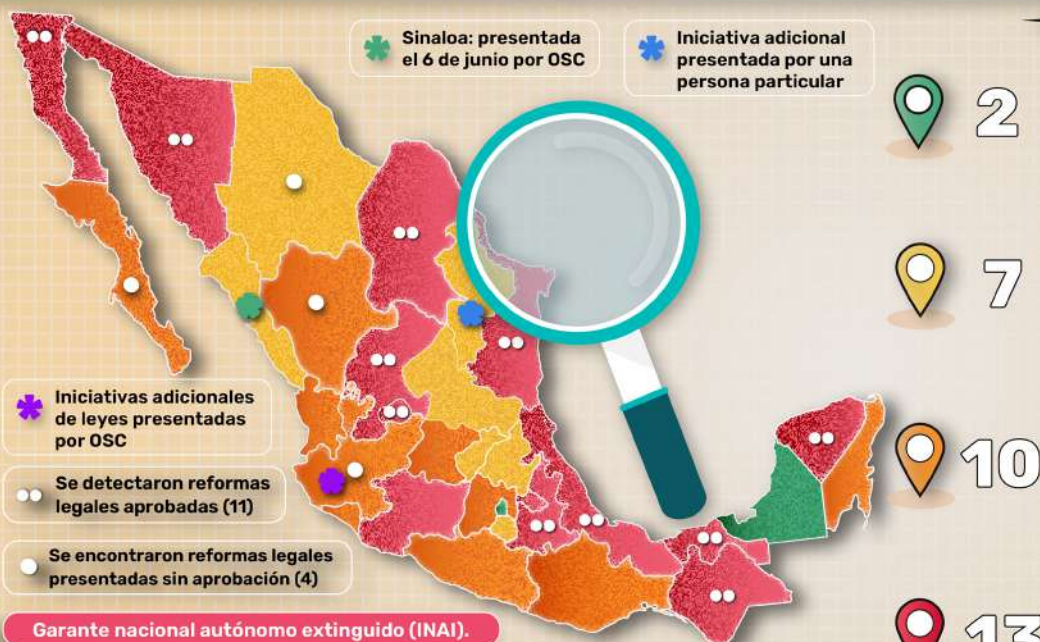 Sinaloa: presentada
el 6 de junio por OSC
Iniciativa adicional
presentada por una
persona particular
2
7
Iniciativas adicionales
de leyes presentadas
por OSC
10
Se detectaron reformas
legales aprobadas (11)
Se encontraron reformas legales
presentadas sin aprobación (4)
Garante nacional autónomo extinguido (INAI).
13